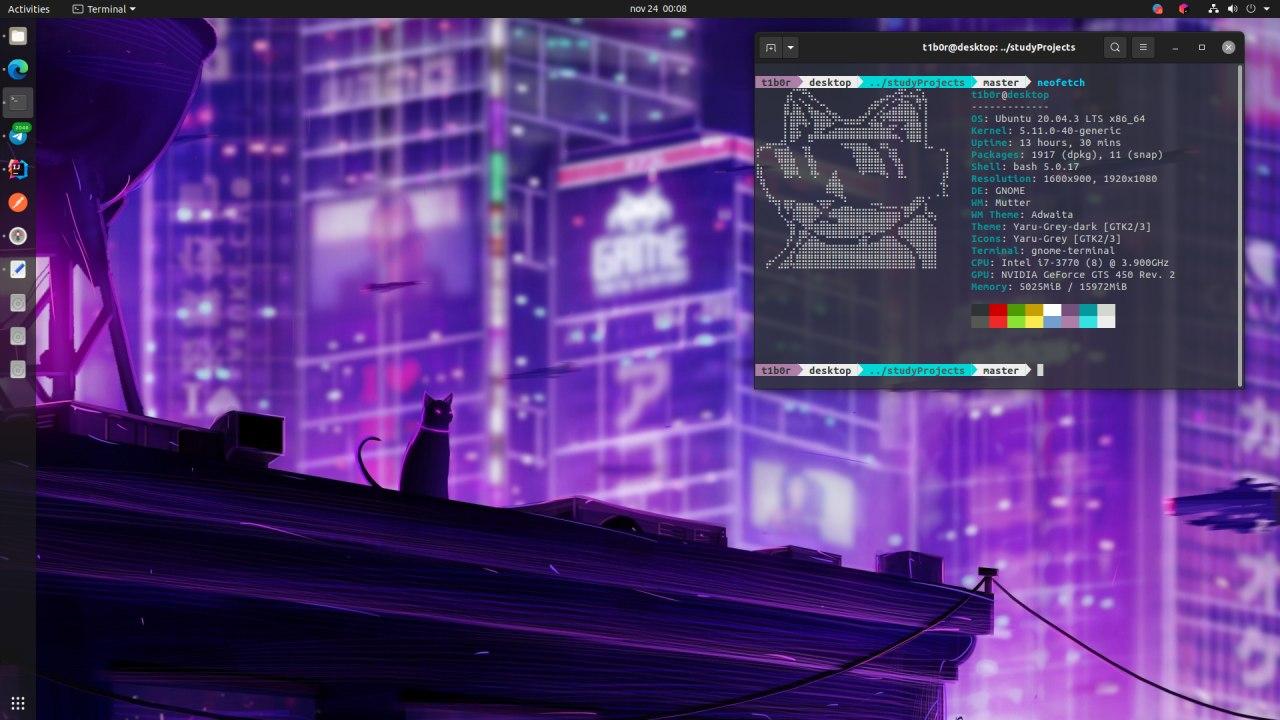 Activities
Terminal
nov 24 00:08
t1b0r@desktop: ../studyProjects
t1b0r desktop ../studyProjects master neofetch
t1b0r@desktop
-------------
OS: Ubuntu 20.04.3 LTS x86_64
Kernel: 5.11.0-40-generic
Uptime: 13 hours, 30 mins
Packages: 1917 (dpkg), 11 (snap)
Shell: bash 5.0.17
Resolution: 1600x900, 1920x1080
DE: GNOME
WM: Mutter
WM Theme: Adwaita
Theme: Yaru-Grey-dark [GTK2/3]
Icons: Yaru-Grey [GTK2/3]
Terminal: gnome-terminal
CPU: Intel i7-3770 (8) @ 3.900GHz
GPU: NVIDIA GeForce GTS 450 Rev. 2
Memory: 5025MiB / 15972MiB
t1b0r desktop ../studyProjects master
2048
GAME
ア